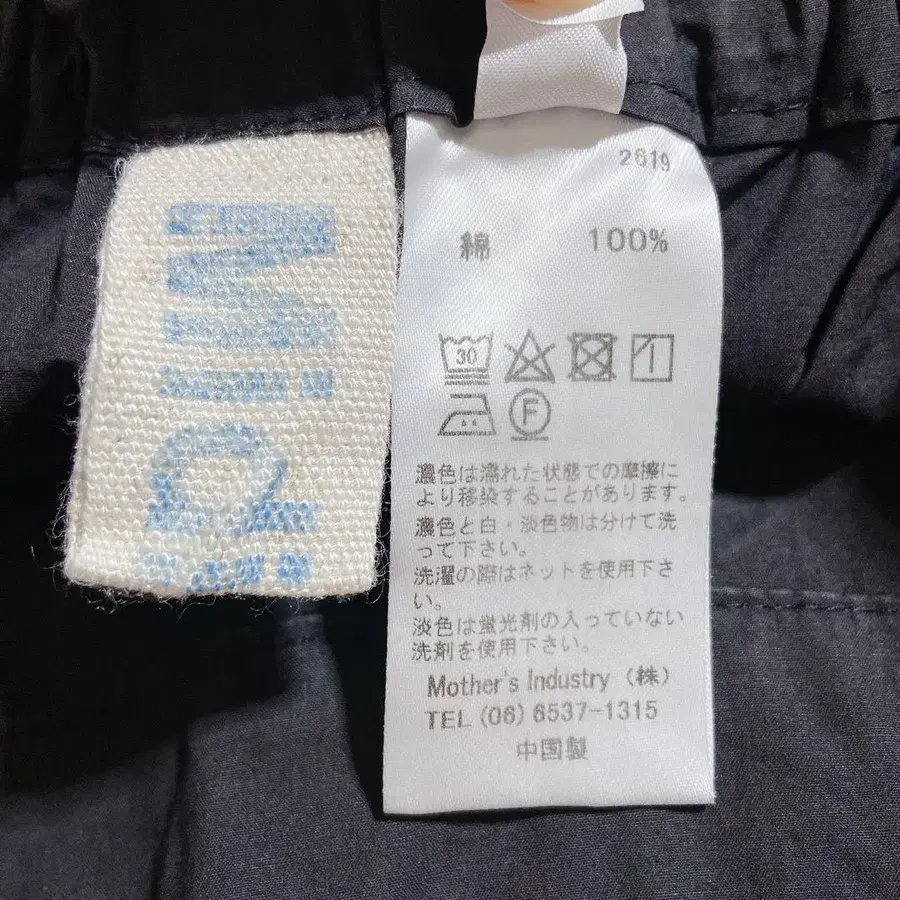 Midi
2619
綿 100%
30
F
濃色は濡れた状態での摩擦に
より移染することがあります。
濃色と白・淡色物は分けて洗
って下さい。
洗濯の際はネットを使用下さ
い。
淡色は蛍光剤の入っていない
洗剤を使用下さい。
Mother's Industry (株)
TEL (06) 6537-1315
中国製